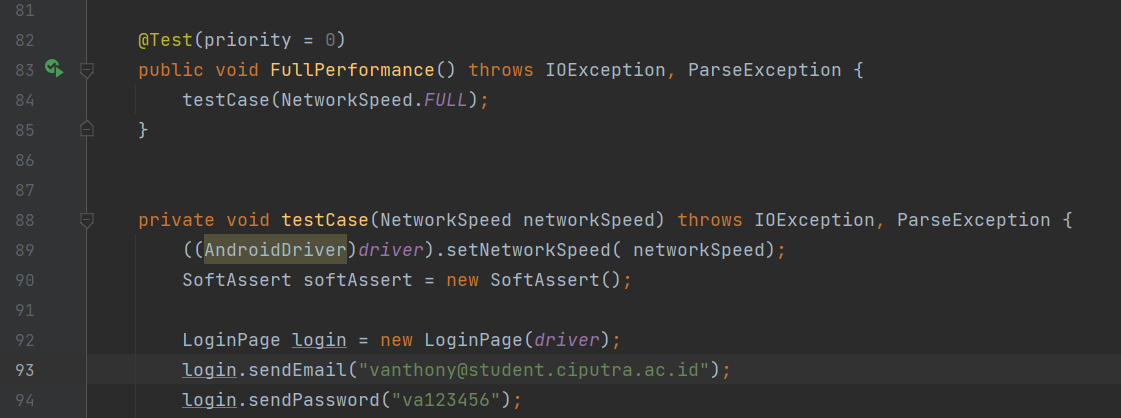 81
82 @Test(priority = 0)
83 public void FullPerformance() throws IOException, ParseException {
84 testCase(NetworkSpeed.FULL);
85 }
86
87
88 private void testCase(NetworkSpeed networkSpeed) throws IOException, ParseException {
89 ((AndroidDriver)driver).setNetworkSpeed( networkSpeed);
90 SoftAssert softAssert = new SoftAssert();
91
92 LoginPage login = new LoginPage(driver);
93 login.sendEmail("vanthony@student.ciputra.ac.id");
94 login.sendPassword("va123456");